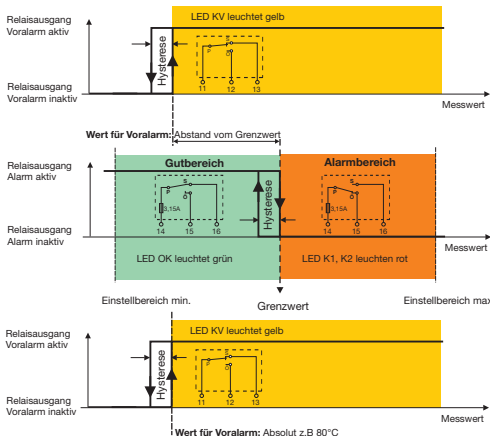 Relaisausgang
Voralarm aktiv
LED KV leuchtet gelb
Hysterese
P
S
Ö
11
12
13
Relaisausgang
Voralarm inaktiv
Messwert
Wert für Voralarm: Abstand vom Grenzwert
Relaisausgang
Alarm aktiv
Gutbereich
Alarmbereich
Hysterese
P
S
Ö
3,15A
14
15
16
P
S
Ö
3,15A
14
15
16
Relaisausgang
Alarm inaktiv
Messwert
LED OK leuchtet grün
LED K1, K2 leuchten rot
Einstellbereich min.
Grenzwert
Einstellbereich max
Relaisausgang
Voralarm aktiv
LED KV leuchtet gelb
Hysterese
P
S
Ö
11
12
13
Relaisausgang
Voralarm inaktiv
Messwert
Wert für Voralarm: Absolut z.B 80°C